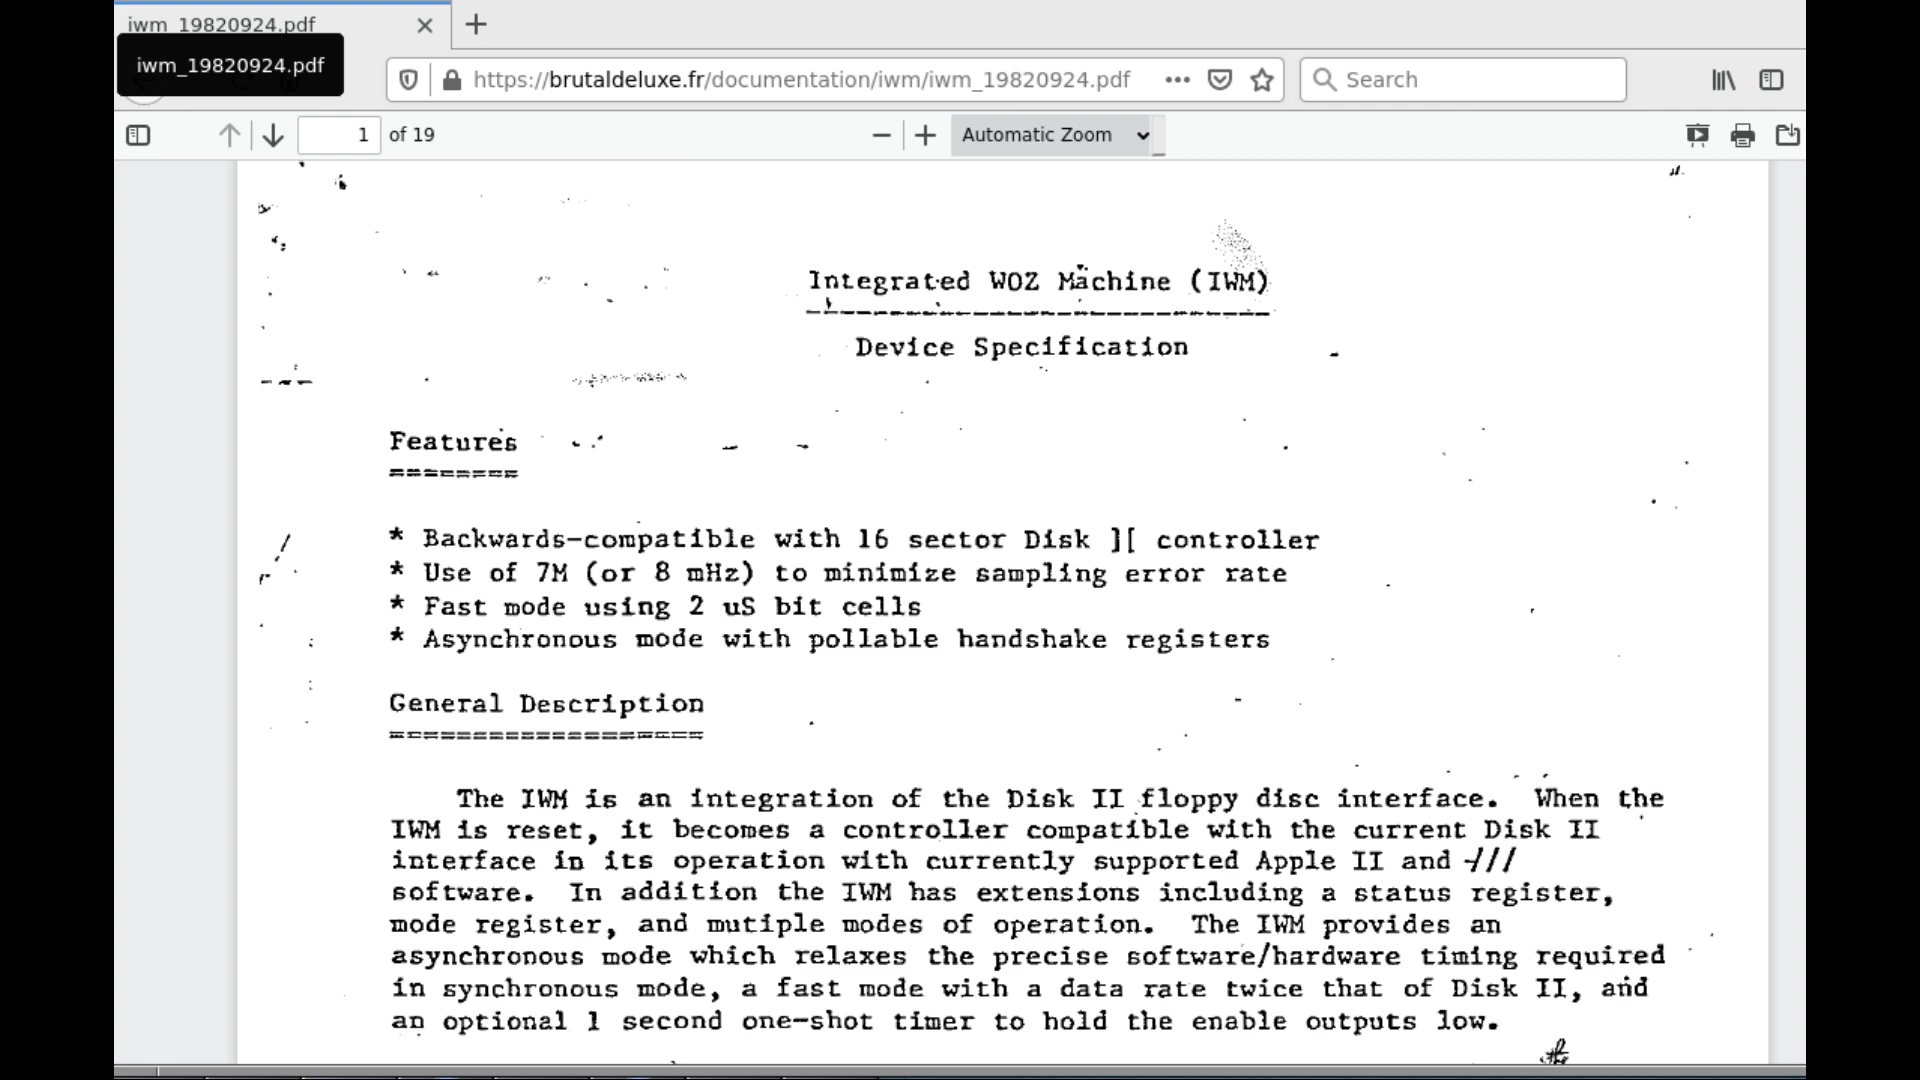 iwm_19820924.pdf
iwm_19820924.pdf
https://brutaldeluxe.fr/documentation/iwm/iwm_19820924.pdf
Search
1 of 19
Automatic Zoom
Integrated WOZ Machine (IWM)
Device Specification
Features
* Backwards-compatible with 16 sector Disk ][ controller
* Use of 7M (or 8 mHz) to minimize sampling error rate
* Fast mode using 2 uS bit cells
* Asynchronous mode with pollable handshake registers
General Description
The IWM is an integration of the Disk II floppy disc interface. When the
IWM is reset, it becomes a controller compatible with the current Disk II
interface in its operation with currently supported Apple II and ///
software. In addition the IWM has extensions including a status register,
mode register, and mutiple modes of operation. The IWM provides an
asynchronous mode which relaxes the precise software/hardware timing required
in synchronous mode, a fast mode with a data rate twice that of Disk II, and
an optional 1 second one-shot timer to hold the enable outputs low.